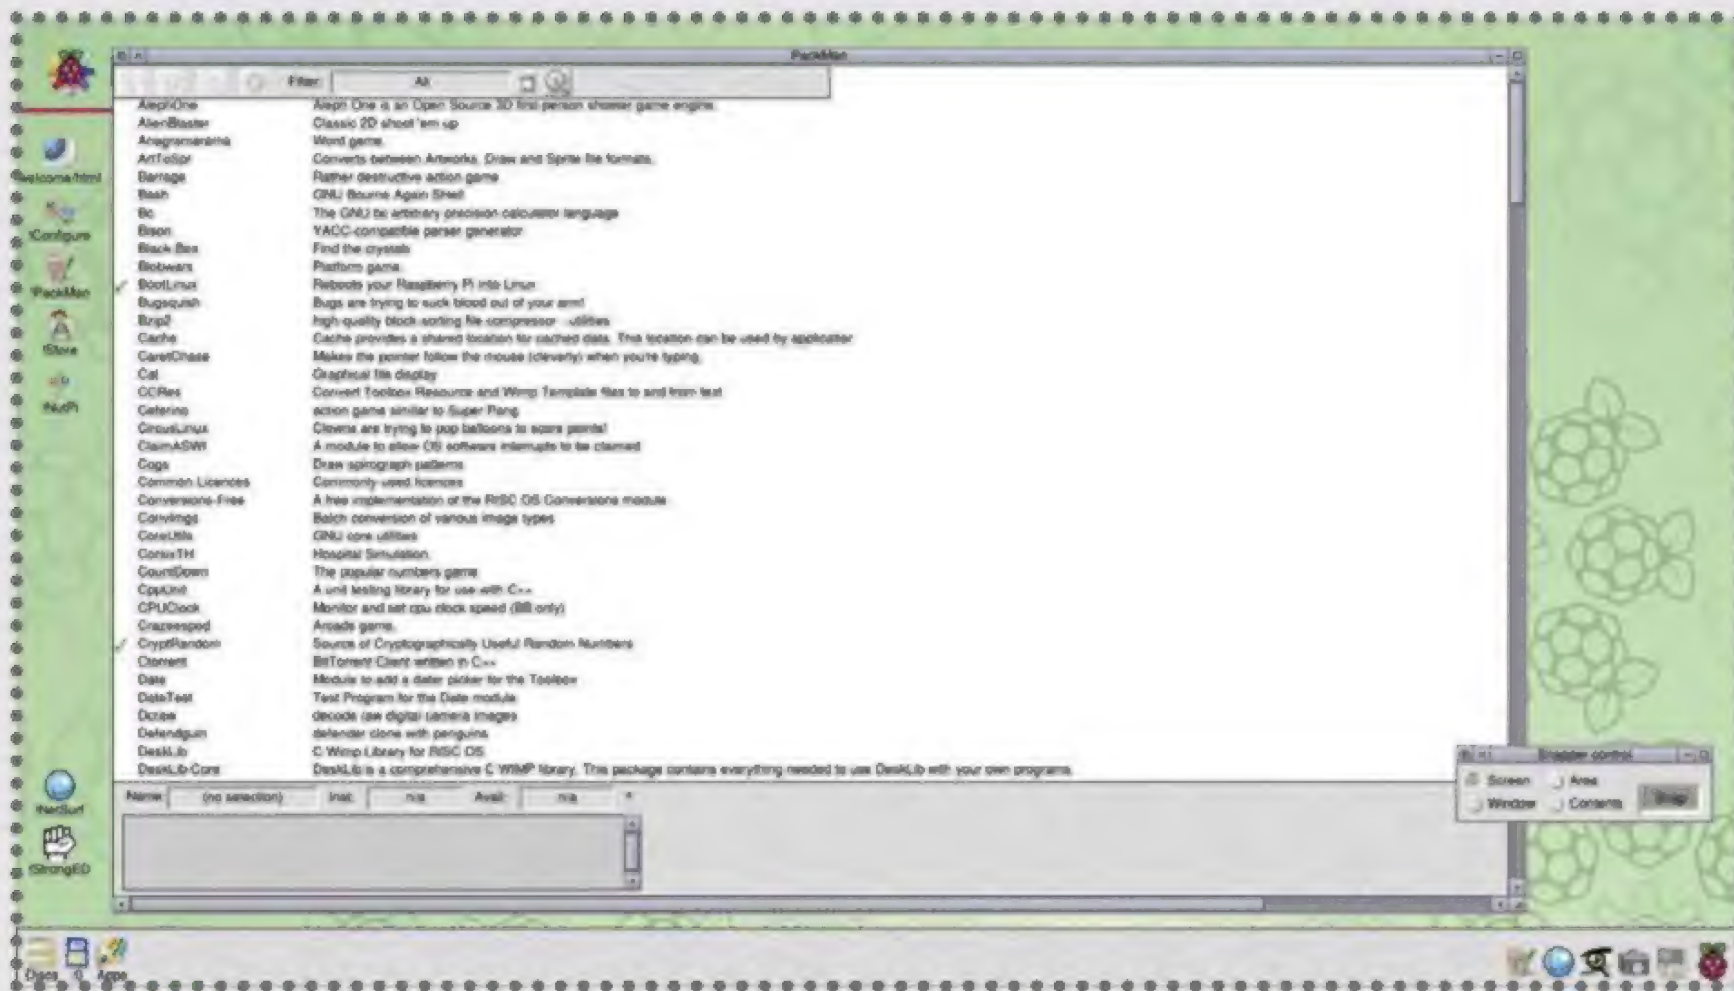 PackMan
Filter: All
AlephOne Aleph One is an Open Source 3D first-person shooter game engine.
AlienBlaster Classic 2D shoot 'em up
Anagramarama Word game.
ArtToSpr Converts between Artworks, Draw and Sprite file formats.
Barrage Rather destructive action game
Bash GNU Bourne Again Shell
Bc The GNU bc arbitrary precision calculator language
Bison YACC-compatible parser generator
Black Box Find the crystals
Blobwars Platform game.
BootLinux Reboots your Raspberry Pi into Linux
Bugsquish Bugs are trying to suck blood out of your arm!
Bzip2 high-quality block-sorting file compressor - utilities
Cache Cache provides a shared location for cached data. This location can be used by application
CaretChase Makes the pointer follow the mouse (cleverly) when you're typing.
Cat Graphical file display
CCRes Convert Toolbox Resource and Wimp Template files to and from text
Caterina action game similar to Super Pang
CircusLinux Clowns are trying to pop balloons to score points!
ClaimASWI A module to allow OS software interrupts to be claimed
Cogs Draw spirograph patterns
Common-Licences Commonly-used licences
Conversions-Free A free implementation of the RISC OS Conversions module
ConvImgs Batch conversion of various image types
CoreUtils GNU core utilities
CorsixTH Hospital Simulation.
CountDown The popular numbers game
CppUnit A unit testing library for use with C++
CPUClock Monitor and set cpu clock speed (BB only)
Crazeespod Arcade game.
CryptRandom Source of Cryptographically Useful Random Numbers
Ctorrent BitTorrent Client written in C++
Date Module to add a dater picker for the Toolbox
DateTest Test Program for the Date module
Dcraw decode raw digital camera images
Defendguin defender clone with penguins
DeskLib C Wimp Library for RISC OS
DeskLib-Core DeskLib is a comprehensive C WIMP library. This package contains everything needed to use DeskLib with your own programs.
Name: (no selection) Inst: n/a Avail: n/a
welcome/html
!Configure
!PackMan
!Store
!NutPi
!NetSurf
!StrongED
Snapper control
Screen Area
Window Contents Snap
Discs 0 Apps